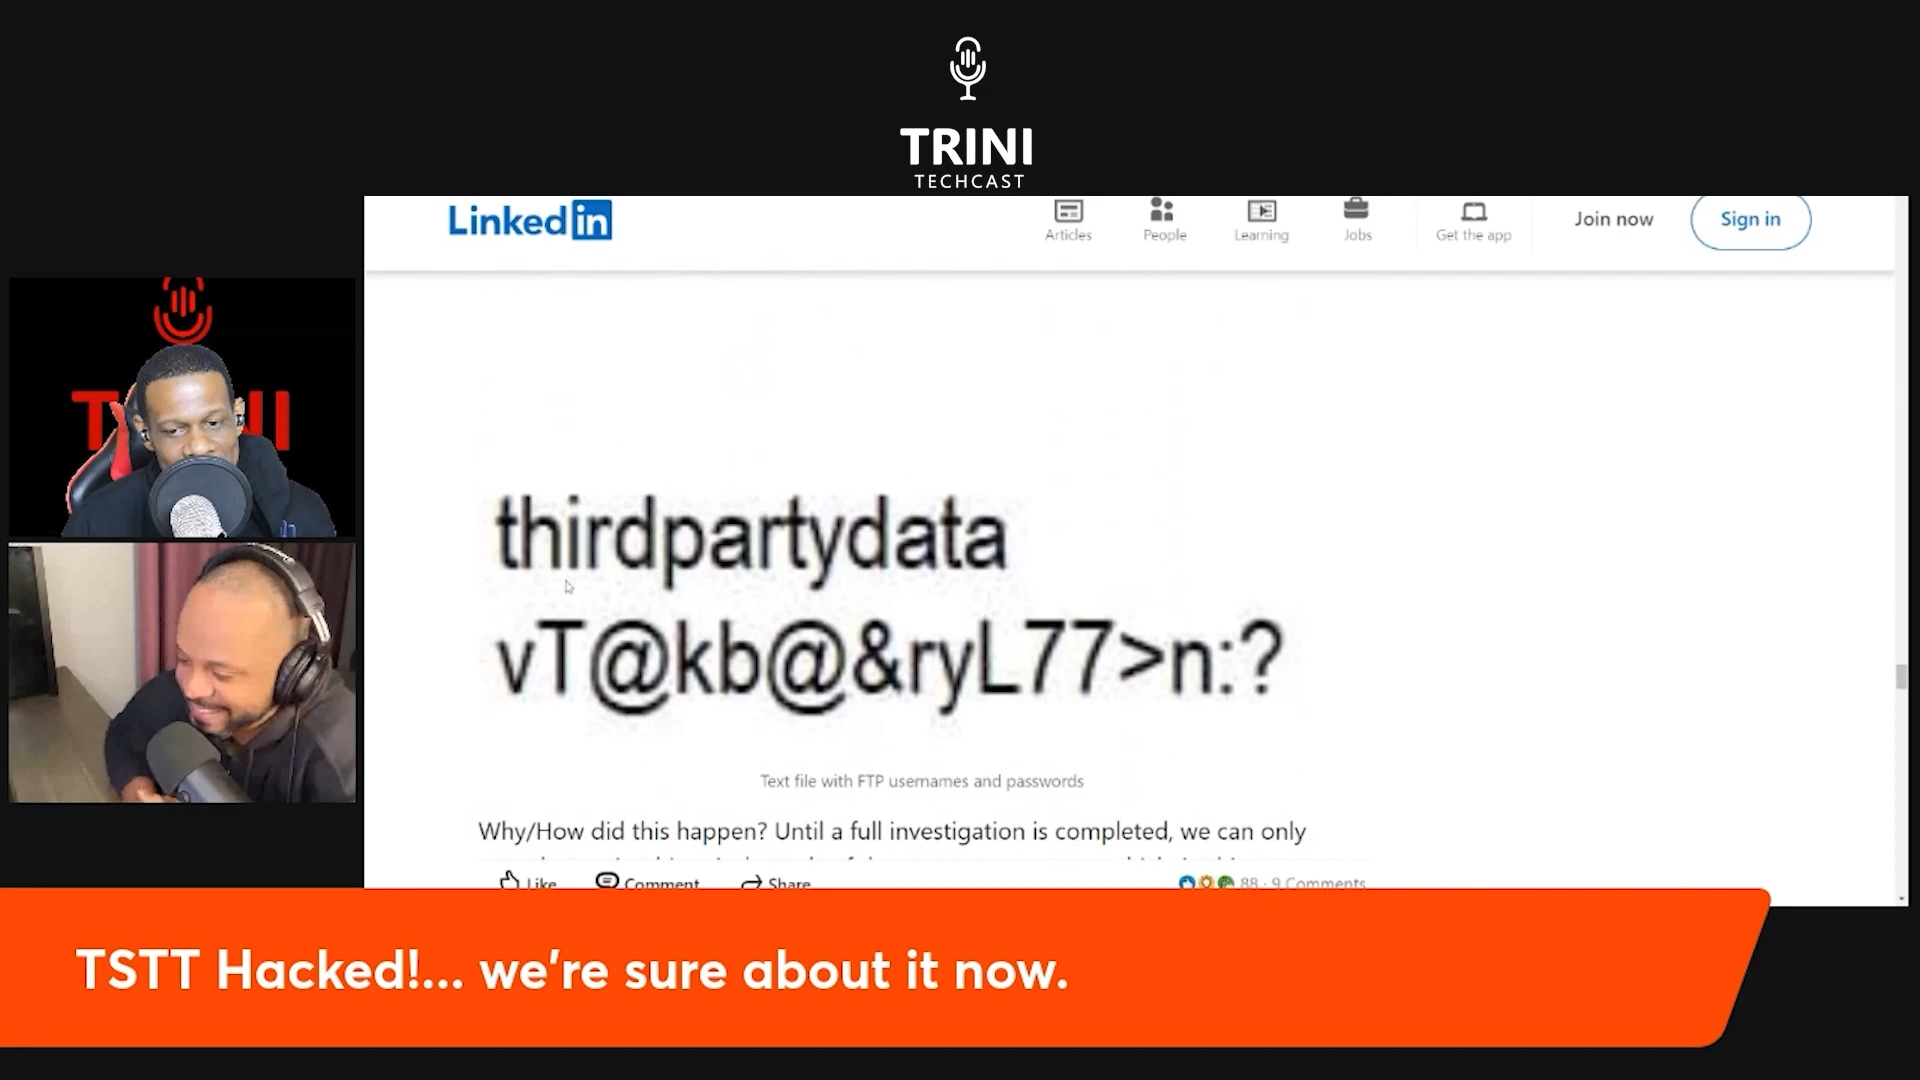 TRINI
TECHCAST
Linked in
Articles
People
Learning
Jobs
Get the app
Join now
Sign in
thirdpartydata
vT@kb@&ryL77>n:?
Text file with FTP usernames and passwords
Why/How did this happen? Until a full investigation is completed, we can only
Like
Comment
Share
88 · 9 Comments
TSTT Hacked!... we're sure about it now.